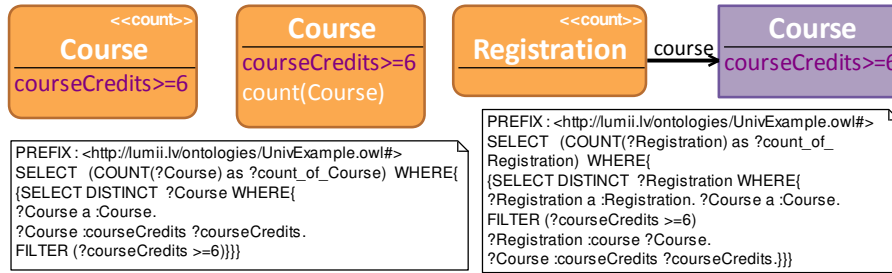 <<count>>
Course
courseCredits>=6
Course
courseCredits>=6
count(Course)
<<count>>
Registration
course
Course
courseCredits>=6
PREFIX : <http://lumii.lv/ontologies/UnivExample.owl#>
SELECT (COUNT(?Course) as ?count_of_Course) WHERE{
{SELECT DISTINCT ?Course WHERE{
?Course a :Course.
?Course :courseCredits ?courseCredits.
FILTER (?courseCredits >=6)}}}
PREFIX : <http://lumii.lv/ontologies/UnivExample.owl#>
SELECT (COUNT(?Registration) as ?count_of_
Registration) WHERE{
{SELECT DISTINCT ?Registration WHERE{
?Registration a :Registration. ?Course a :Course.
FILTER (?courseCredits >=6)
?Registration :course ?Course.
?Course :courseCredits ?courseCredits.}}}